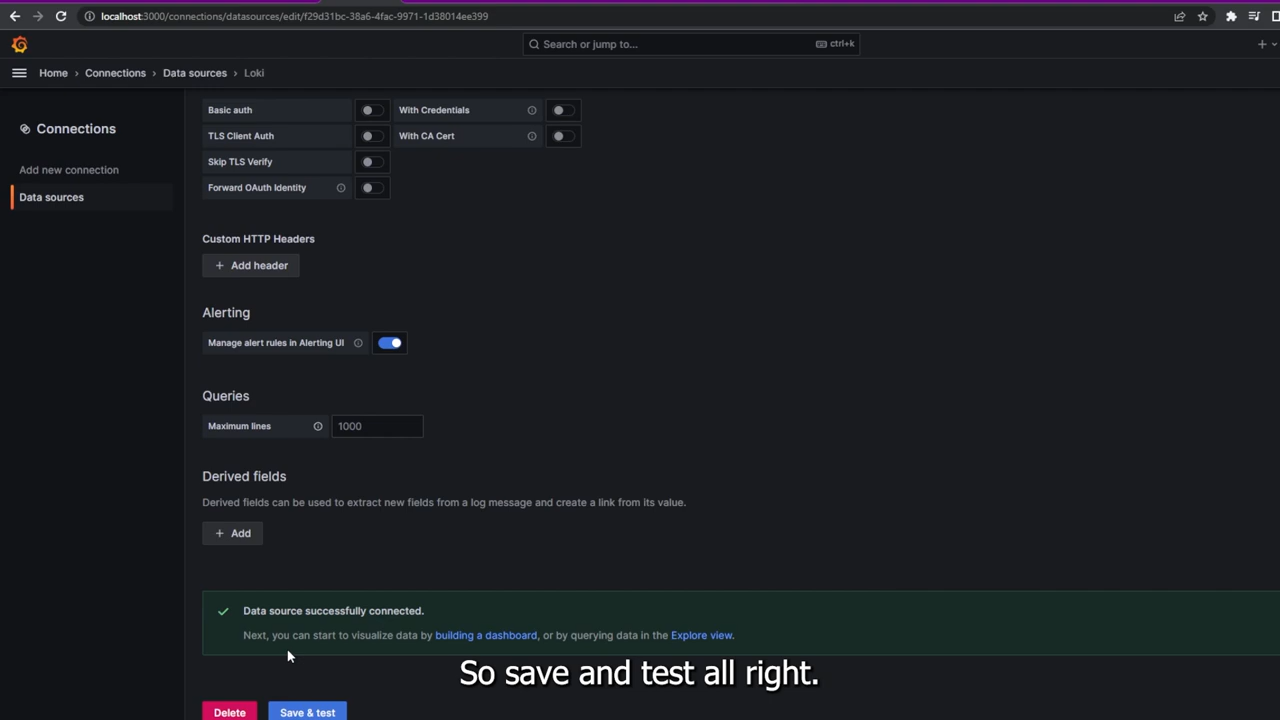 localhost:3000/connections/datasources/edit/f29d31bc-38a6-4fac-9971-1d38014ee399
Search or jump to... ctrl+k
Home › Connections › Data sources › Loki
Connections
Add new connection
Data sources
Basic auth
With Credentials
TLS Client Auth
With CA Cert
Skip TLS Verify
Forward OAuth Identity
Custom HTTP Headers
+ Add header
Alerting
Manage alert rules in Alerting UI
Queries
Maximum lines
1000
Derived fields
Derived fields can be used to extract new fields from a log message and create a link from its value.
+ Add
Data source successfully connected.
Next, you can start to visualize data by building a dashboard, or by querying data in the Explore view.
So save and test all right.
Delete
Save & test